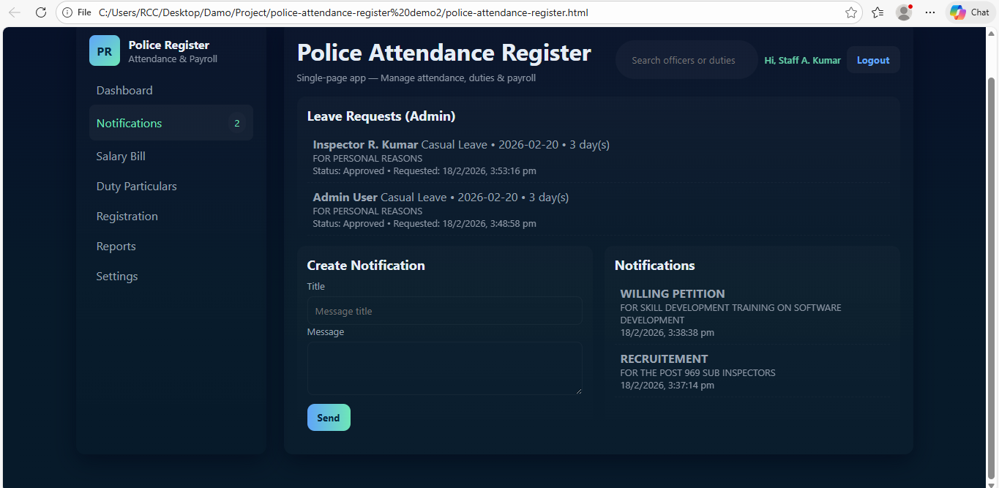 File C:/Users/RCC/Desktop/Damo/Project/police-attendance-register%20demo2/police-attendance-register.html
Chat
PR
Police Register
Attendance & Payroll
Dashboard
Notifications 2
Salary Bill
Duty Particulars
Registration
Reports
Settings
Police Attendance Register
Single-page app — Manage attendance, duties & payroll
Search officers or duties
Hi, Staff A. Kumar
Logout
Leave Requests (Admin)
Inspector R. Kumar Casual Leave • 2026-02-20 • 3 day(s)
FOR PERSONAL REASONS
Status: Approved • Requested: 18/2/2026, 3:53:16 pm
Admin User Casual Leave • 2026-02-20 • 3 day(s)
FOR PERSONAL REASONS
Status: Approved • Requested: 18/2/2026, 3:48:58 pm
Create Notification
Title
Message title
Message
Send
Notifications
WILLING PETITION
FOR SKILL DEVELOPMENT TRAINING ON SOFTWARE
DEVELOPMENT
18/2/2026, 3:38:38 pm
RECRUITEMENT
FOR THE POST 969 SUB INSPECTORS
18/2/2026, 3:37:14 pm